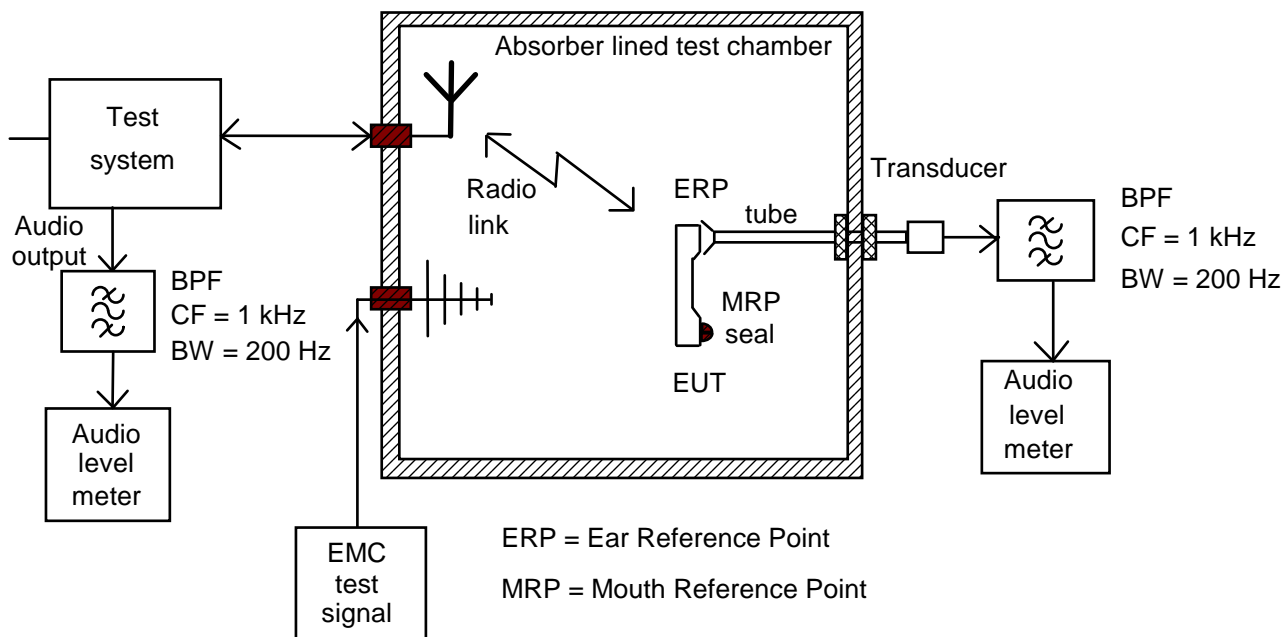 Absorber lined test chamber
Test
system
Radio
link
Audio
output
BPF
CF = 1 kHz
BW = 200 Hz
Audio
level
meter
EMC
test
signal
ERP
tube
MRP
seal
EUT
Transducer
BPF
CF = 1 kHz
BW = 200 Hz
Audio
level
meter
ERP = Ear Reference Point
MRP = Mouth Reference Point